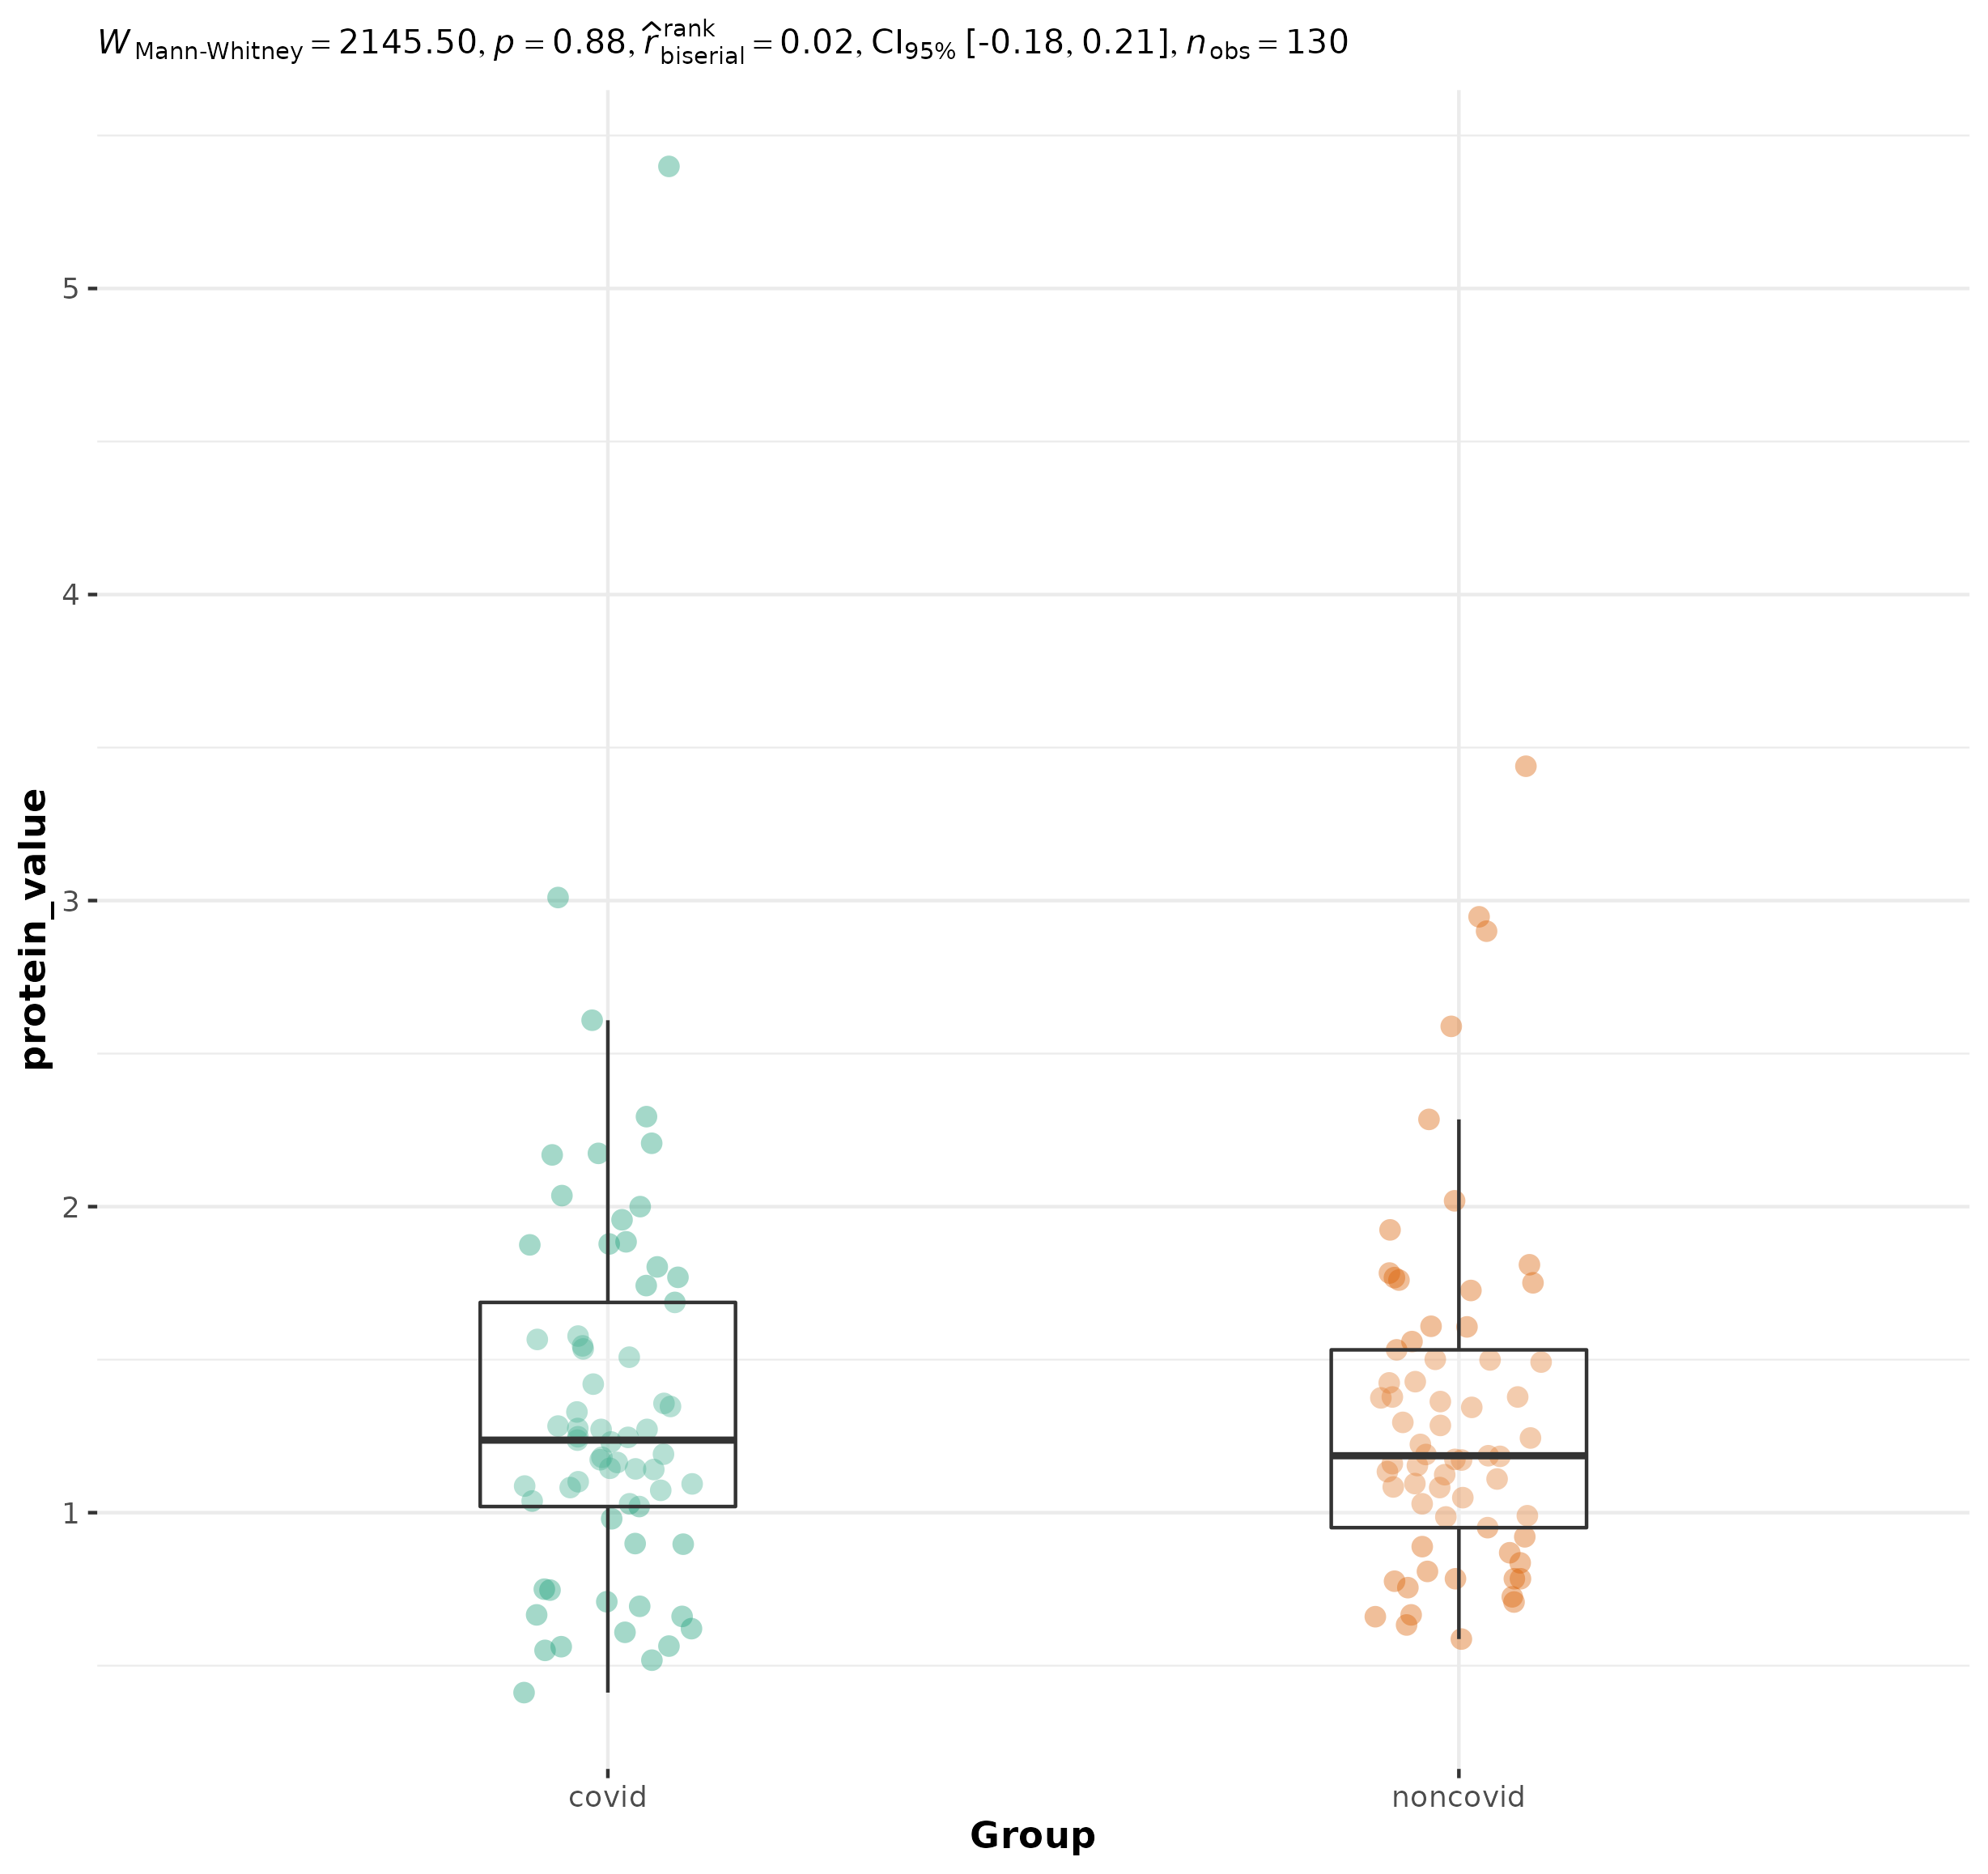 W Mann-Whitney = 2145.50, p = 0.88, r̂ rank biserial = 0.02, CI95% [-0.18, 0.21], n obs = 130
protein_value
5
4
3
2
1
covid noncovid
Group